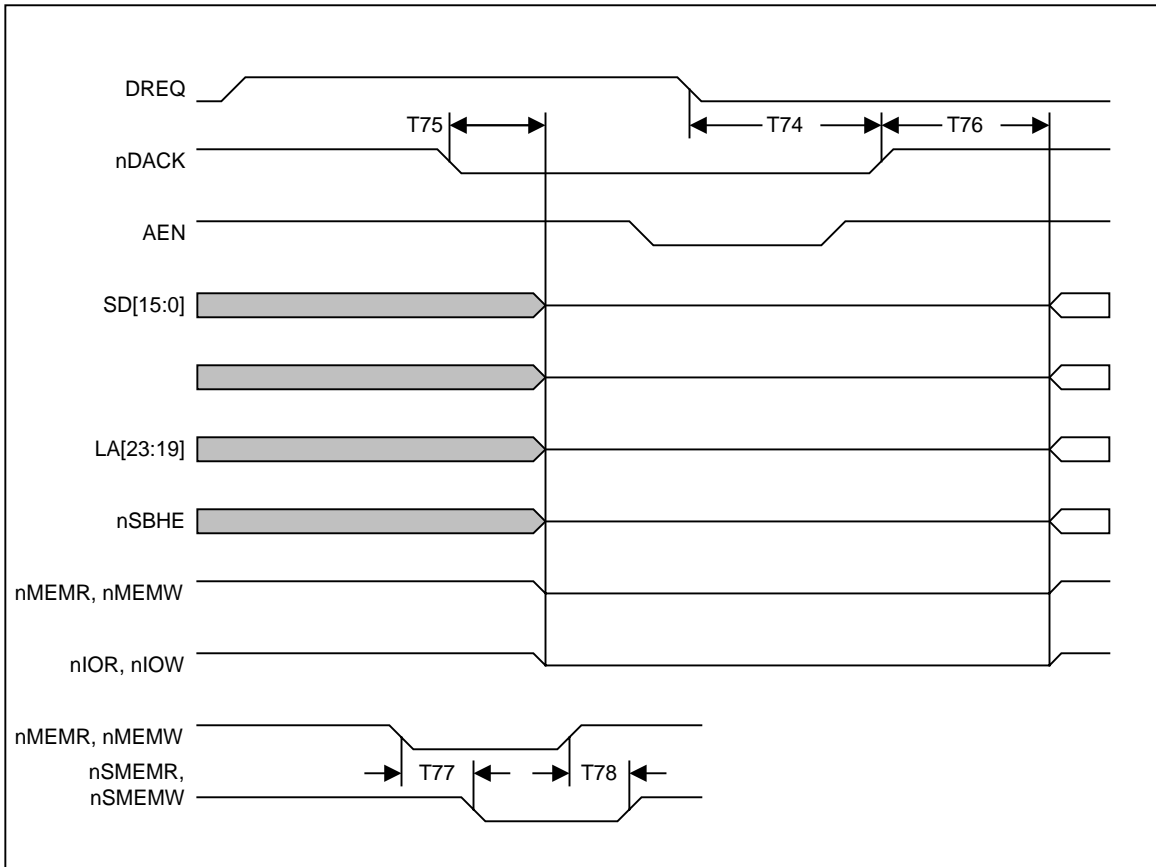 DREQ
T75
T74
T76
nDACK
AEN
SD[15:0]
LA[23:19]
nSBHE
nMEMR, nMEMW
nIOR, nIOW
nMEMR, nMEMW
T77
T78
nSMEMR,
nSMEMW